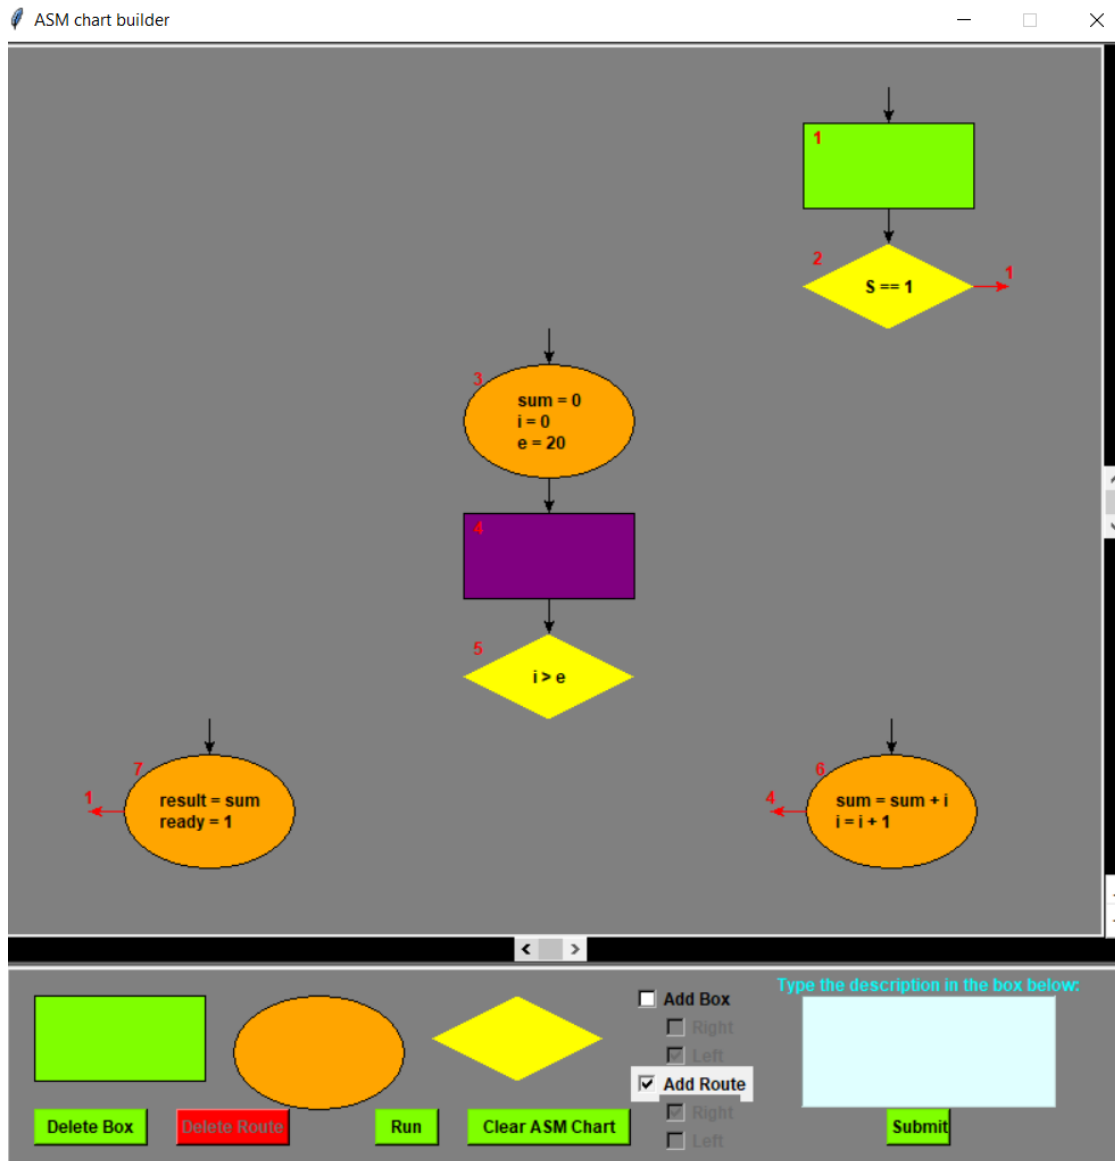 ASM chart builder
1
2
S == 1
1
3
sum = 0
i = 0
e = 20
4
5
i > e
7
1
result = sum
ready = 1
6
4
sum = sum + i
i = i + 1
Type the description in the box below:
Add Box
Right
Left
Add Route
Right
Left
Delete Box
Delete Route
Run
Clear ASM Chart
Submit